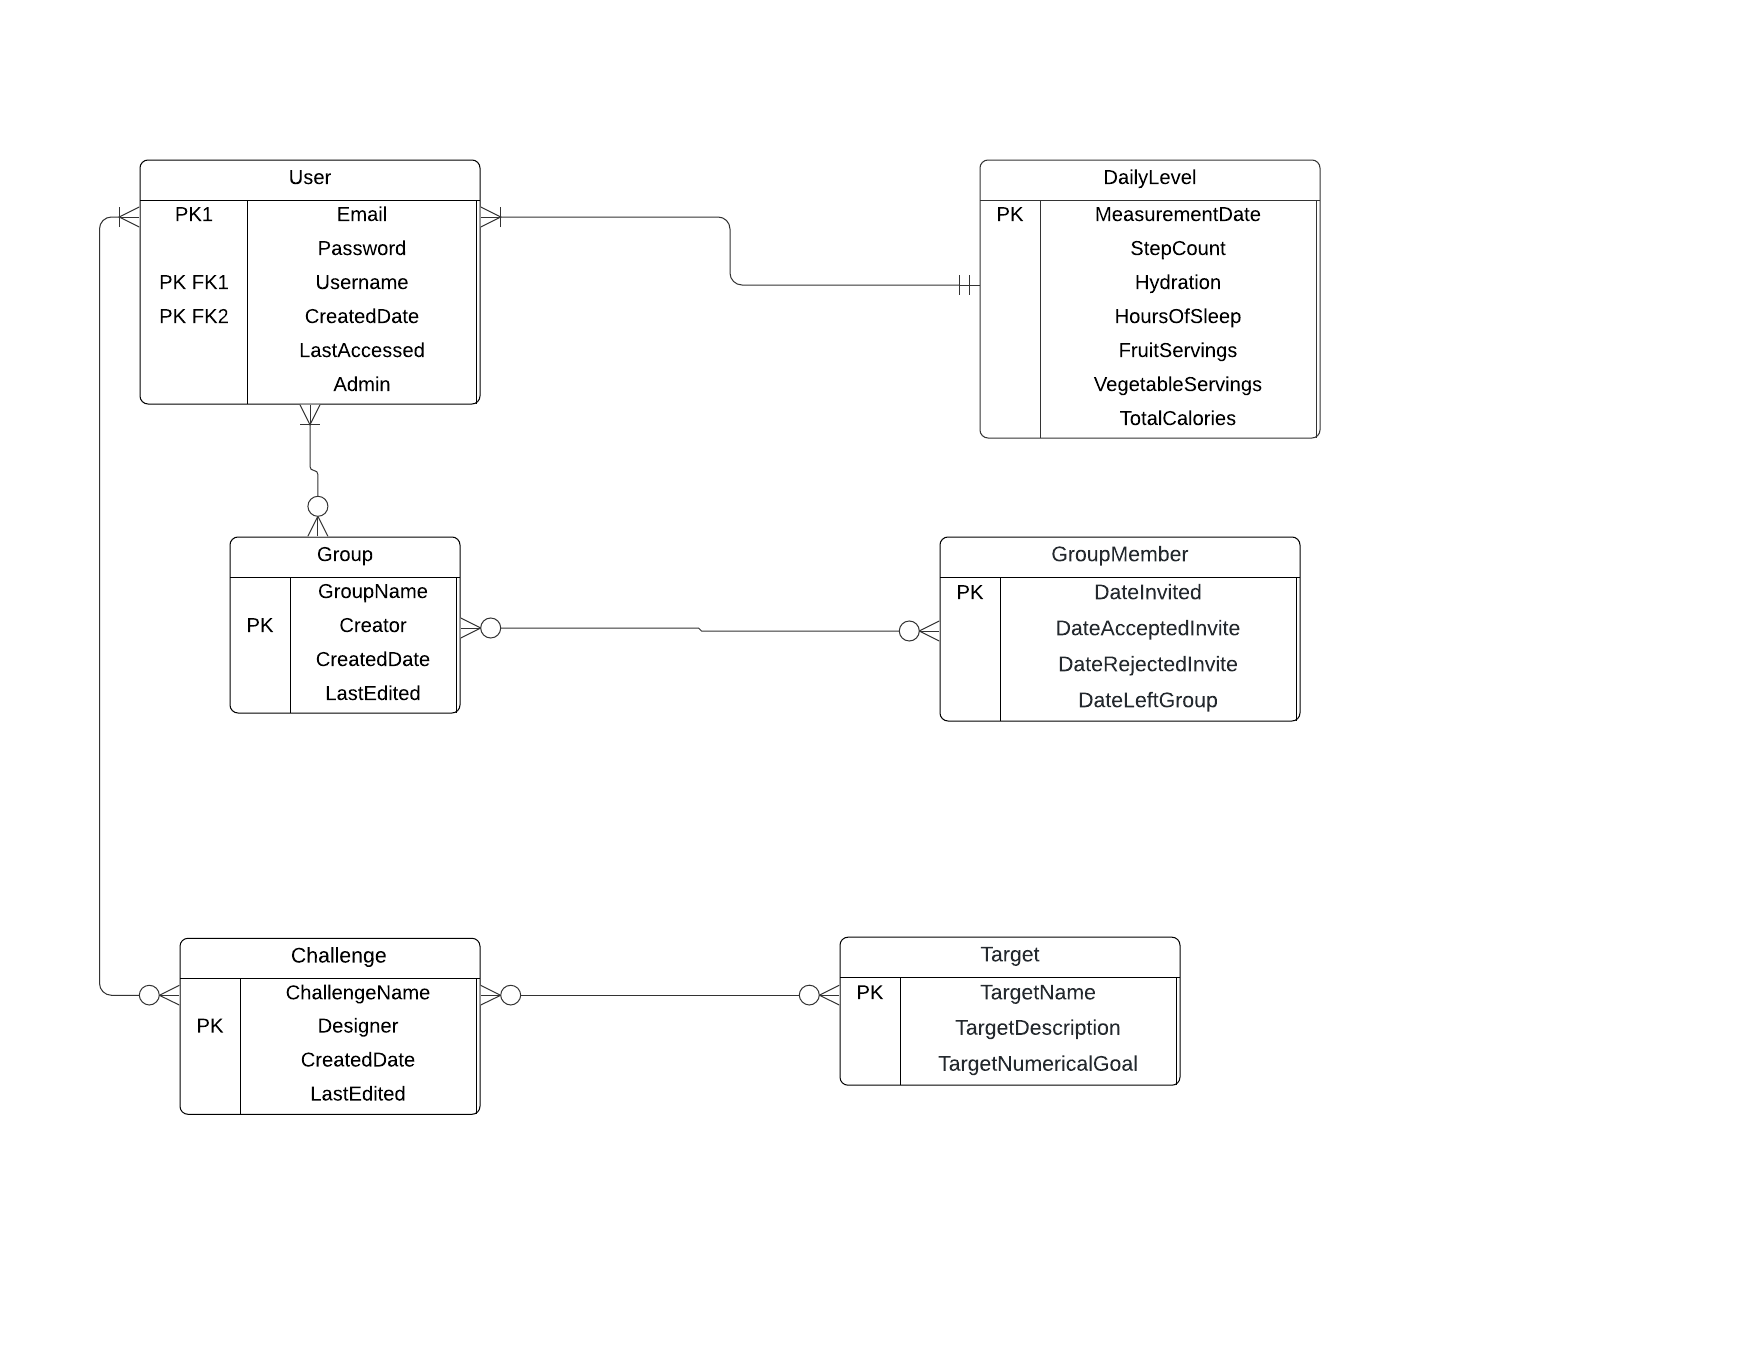 User
PK1 Email
Password
PK FK1 Username
PK FK2 CreatedDate
LastAccessed
Admin
DailyLevel
PK MeasurementDate
StepCount
Hydration
HoursOfSleep
FruitServings
VegetableServings
TotalCalories
Group
GroupName
PK Creator
CreatedDate
LastEdited
GroupMember
PK DateInvited
DateAcceptedInvite
DateRejectedInvite
DateLeftGroup
Challenge
ChallengeName
PK Designer
CreatedDate
LastEdited
Target
PK TargetName
TargetDescription
TargetNumericalGoal